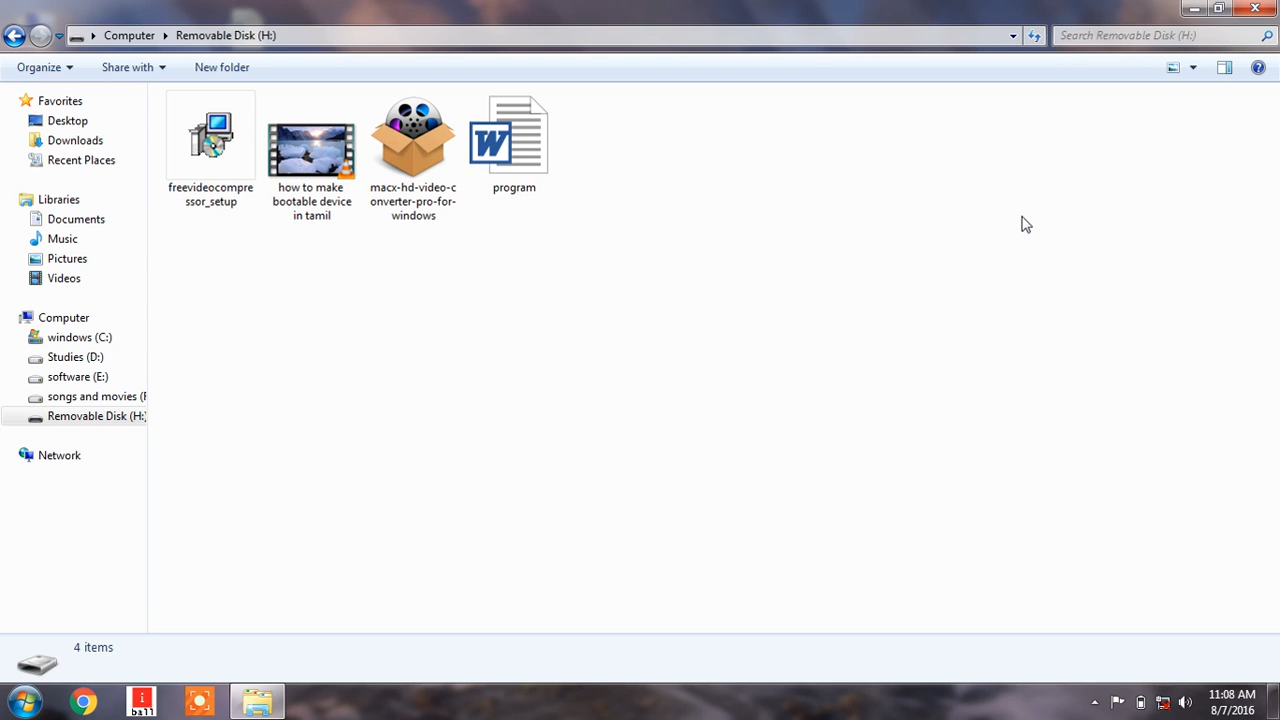 Computer Removable Disk (H:)
Search Removable Disk (H:)
Organize Share with New folder
Favorites
Desktop
Downloads
Recent Places
Libraries
Documents
Music
Pictures
Videos
Computer
windows (C:)
Studies (D:)
software (E:)
songs and movies (F
Removable Disk (H:)
Network
freevideocompre
ssor_setup
how to make
bootable device
in tamil
macx-hd-video-c
onverter-pro-for-
windows
W
program
4 items
i
ball
11:08 AM
8/7/2016